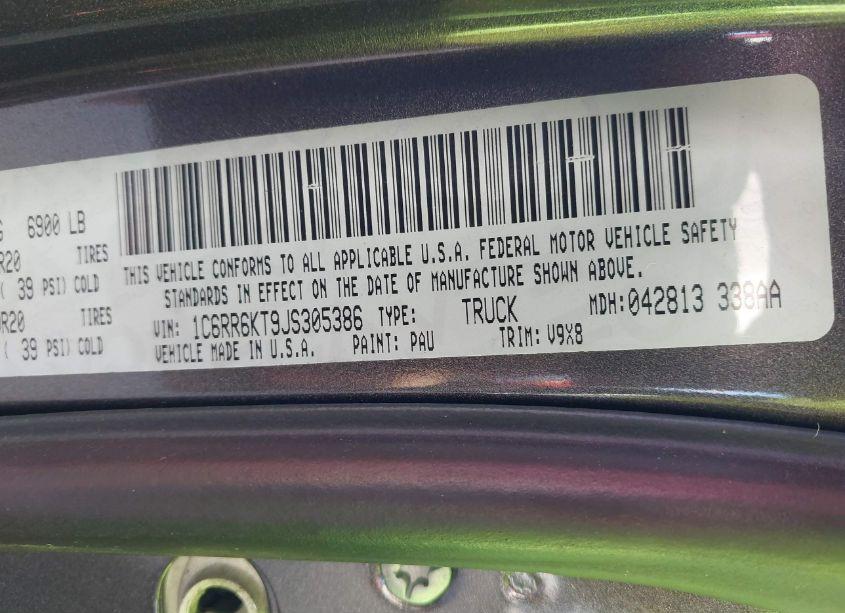 6900 LB
TIRES
THIS VEHICLE CONFORMS TO ALL APPLICABLE U.S.A. FEDERAL MOTOR VEHICLE SAFETY
( 39 PSI) COLD
STANDARDS IN EFFECT ON THE DATE OF MANUFACTURE SHOWN ABOVE.
R20 TIRES
VIN: 1C6RR6KT9JS305386 TYPE: TRUCK MDH: 042813 338AA
( 39 PSI) COLD
VEHICLE MADE IN U.S.A. PAINT: PAU TRIM: V9X8